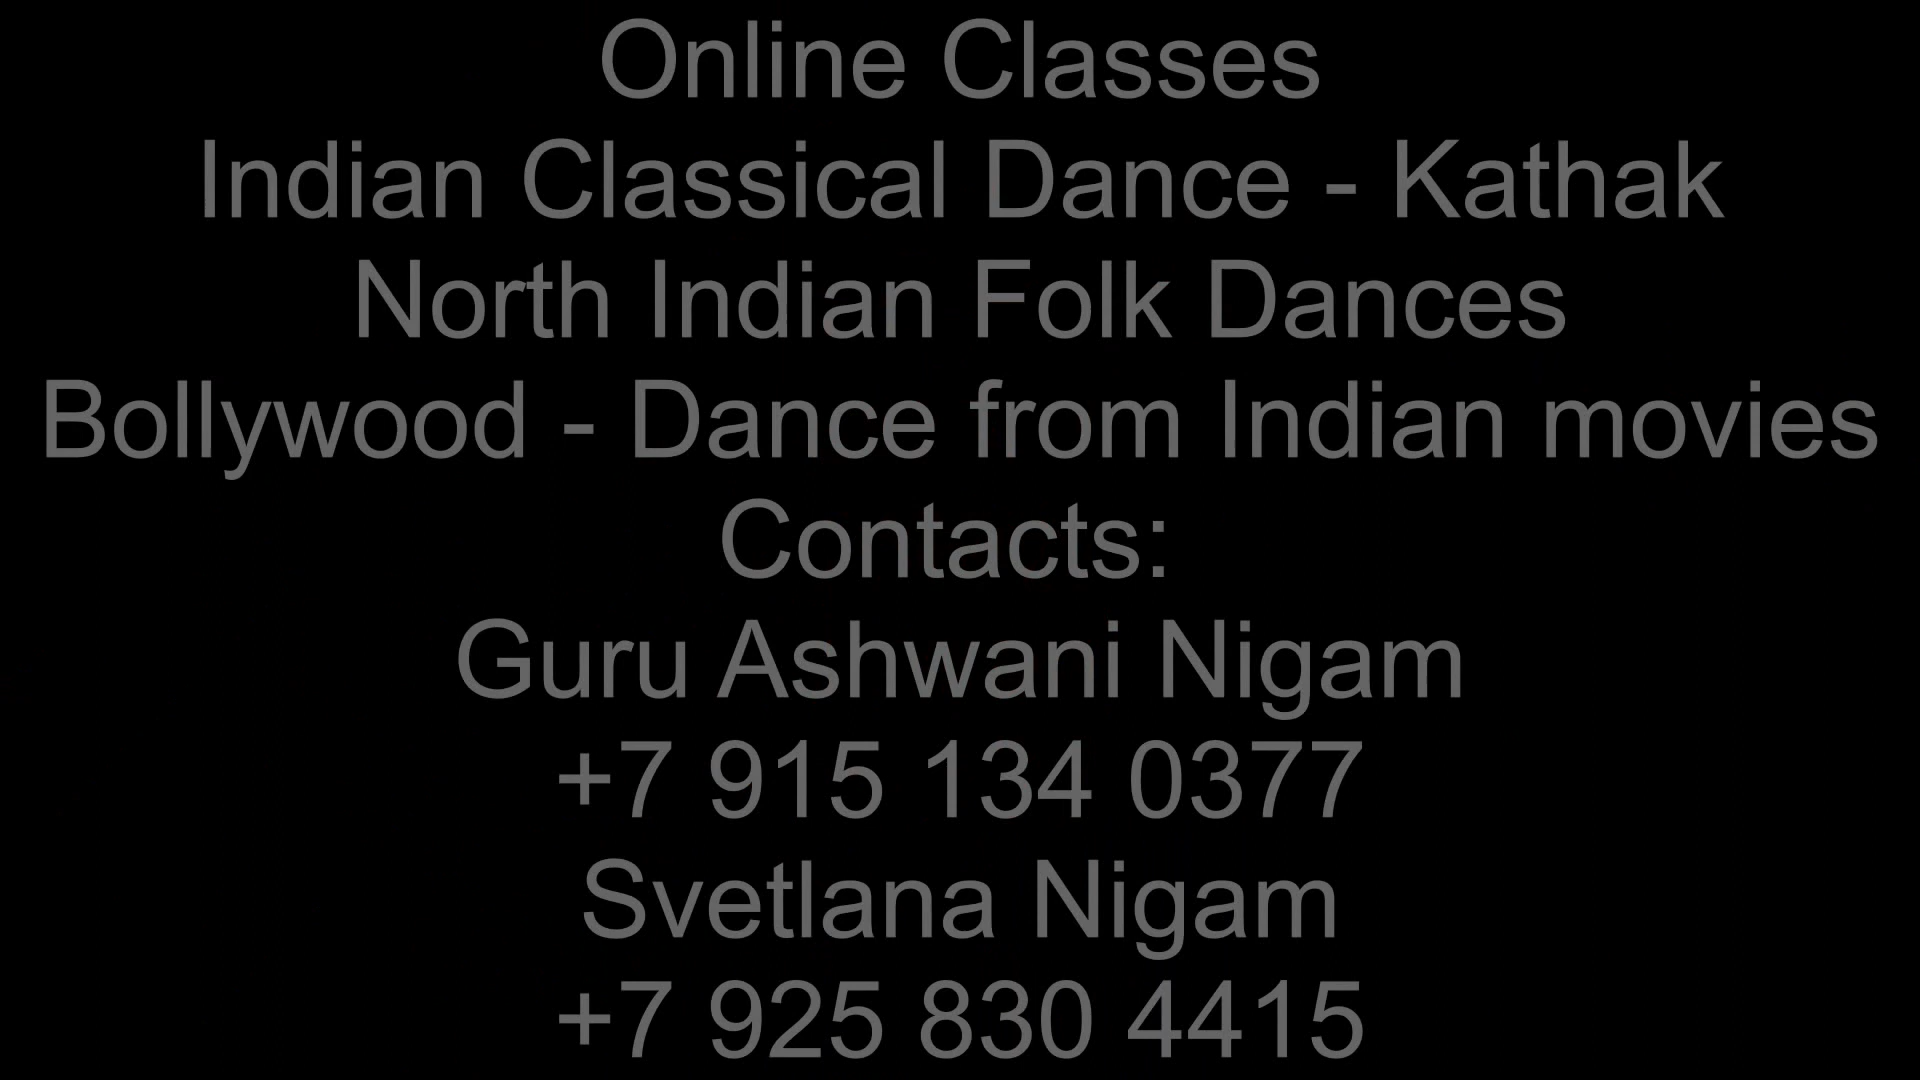 Online Classes
Indian Classical Dance - Kathak
North Indian Folk Dances
Bollywood - Dance from Indian movies
Contacts:
Guru Ashwani Nigam
+7 915 134 0377
Svetlana Nigam
+7 925 830 4415